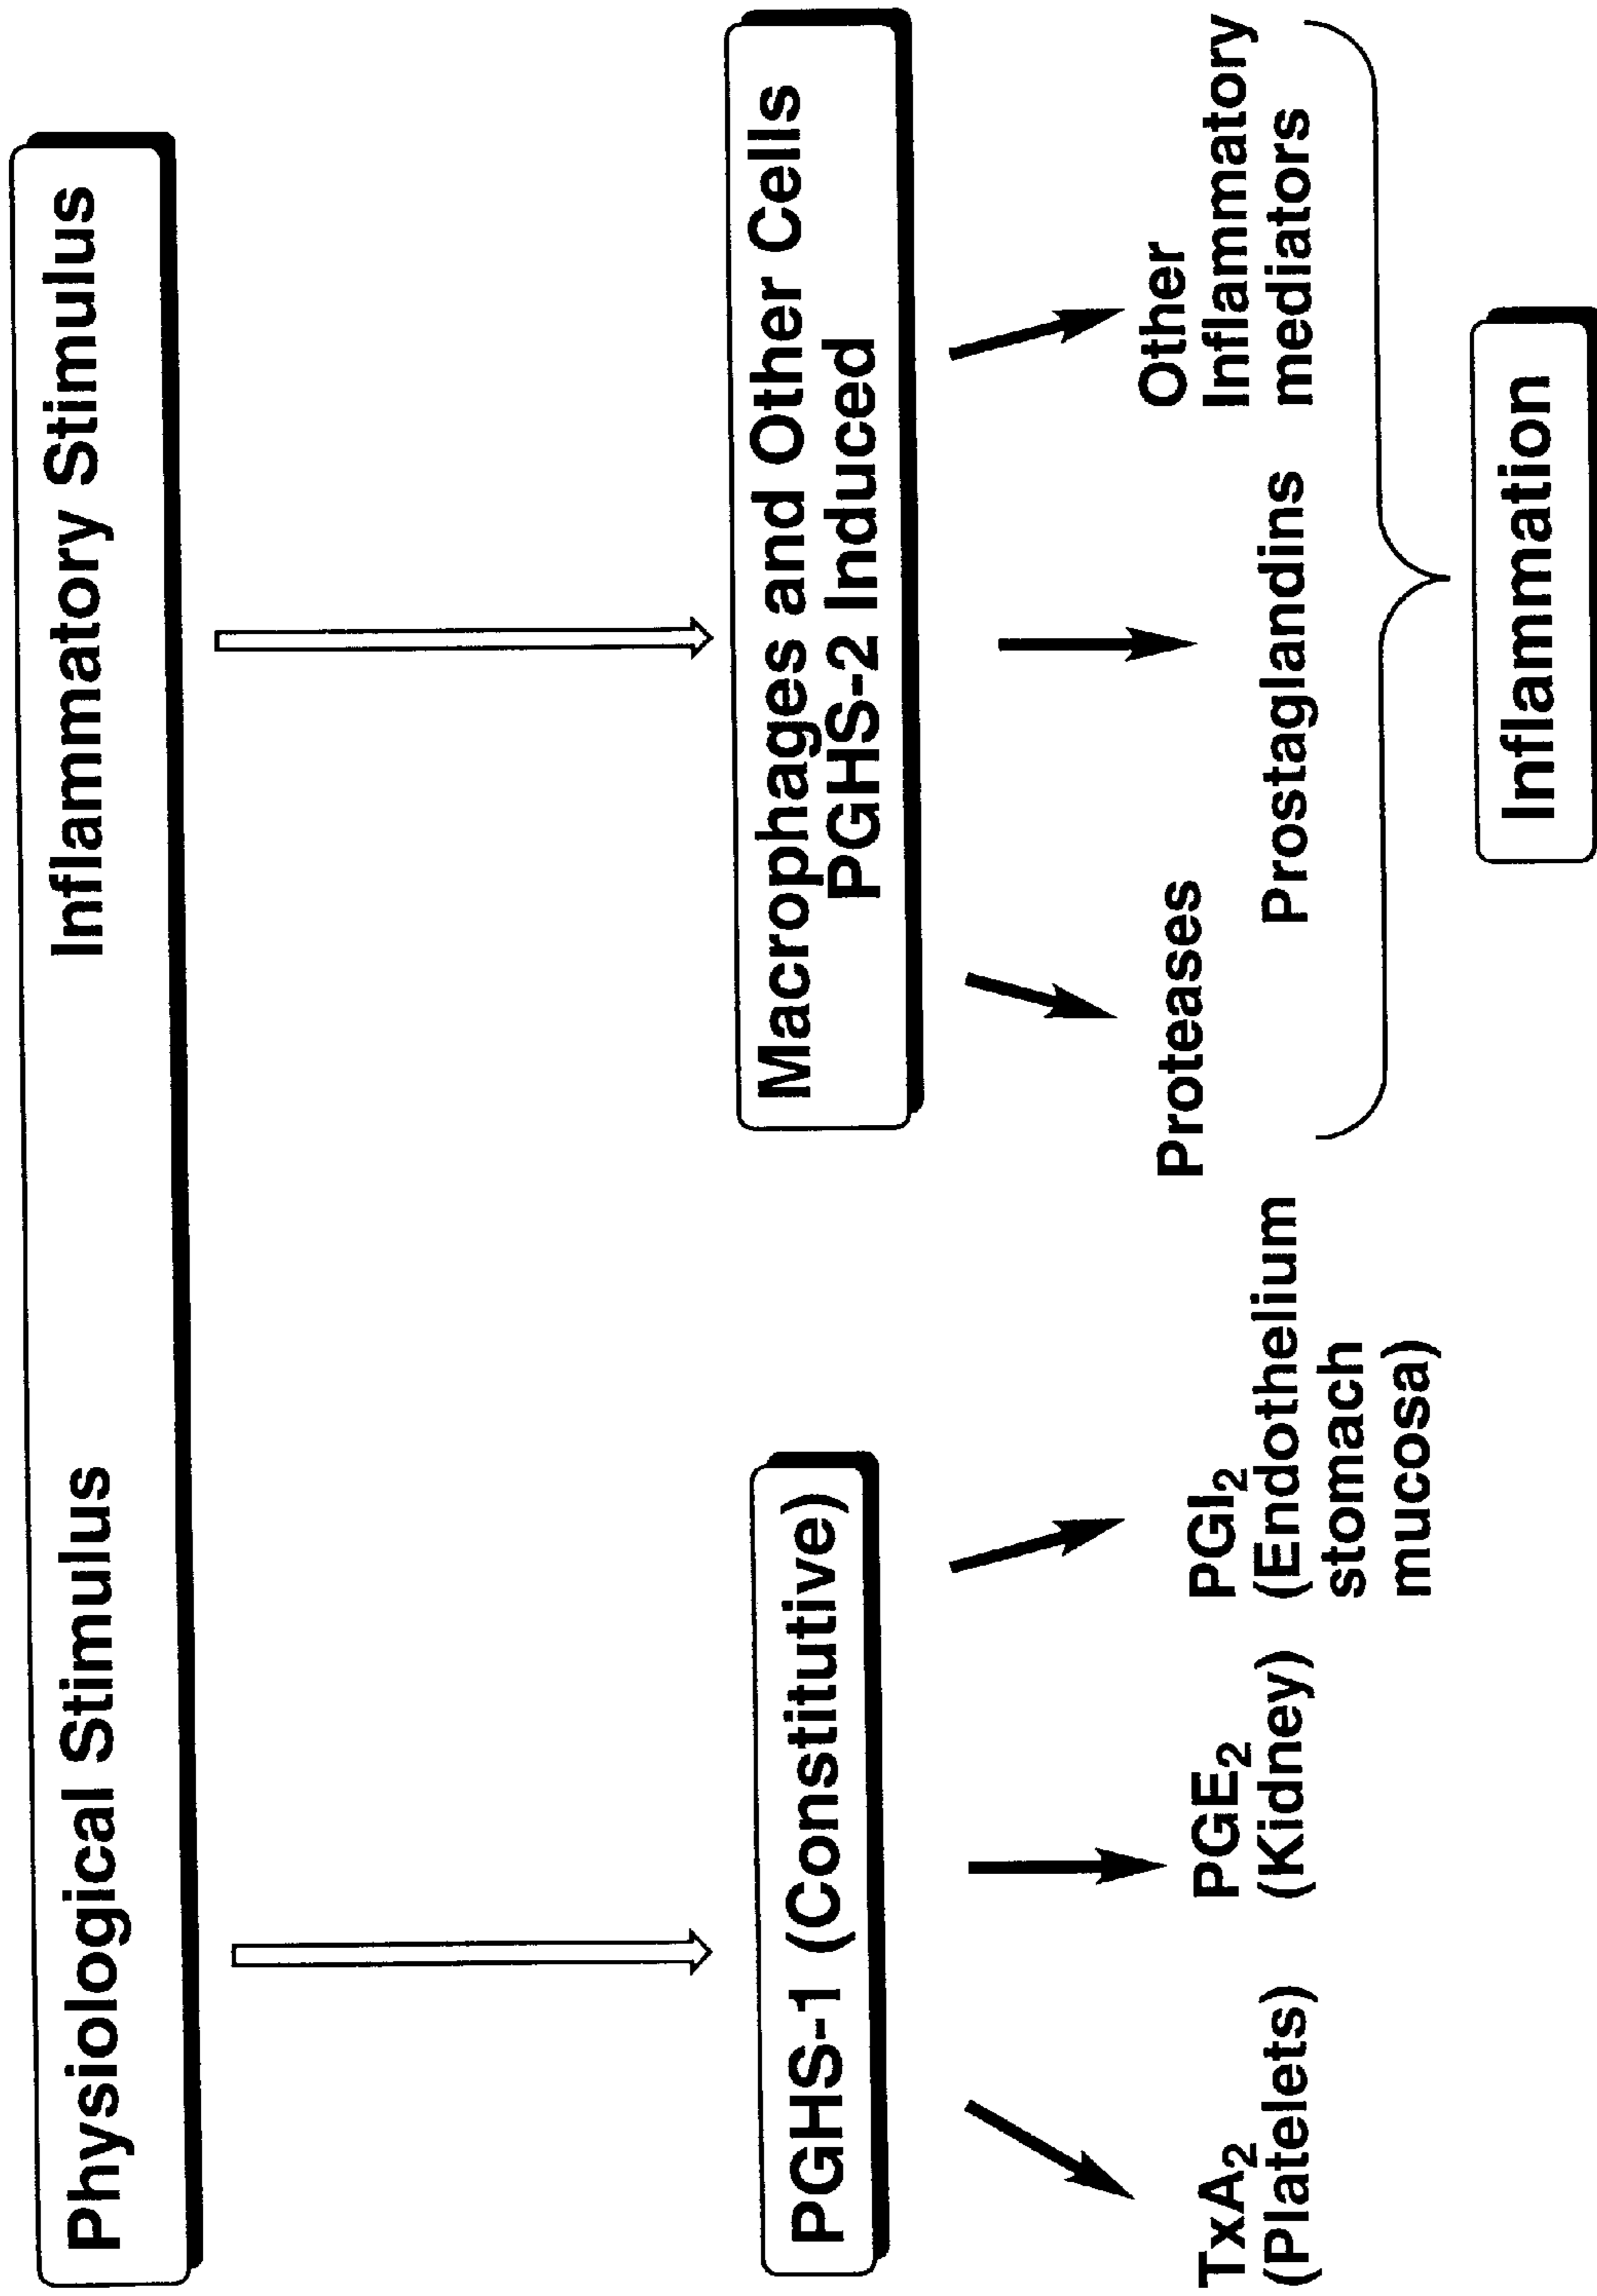 Physiological Stimulus
Inflammatory Stimulus
PGHS-1 (Constitutive)
Macrophages and Other Cells
PGHS-2 Induced
TxA2
(Platelets)
PGE2
(Kidney)
PGI2
(Endothelium
stomach
mucosa)
Proteases
Prostaglandins
Other
Inflammatory
mediators
Inflammation